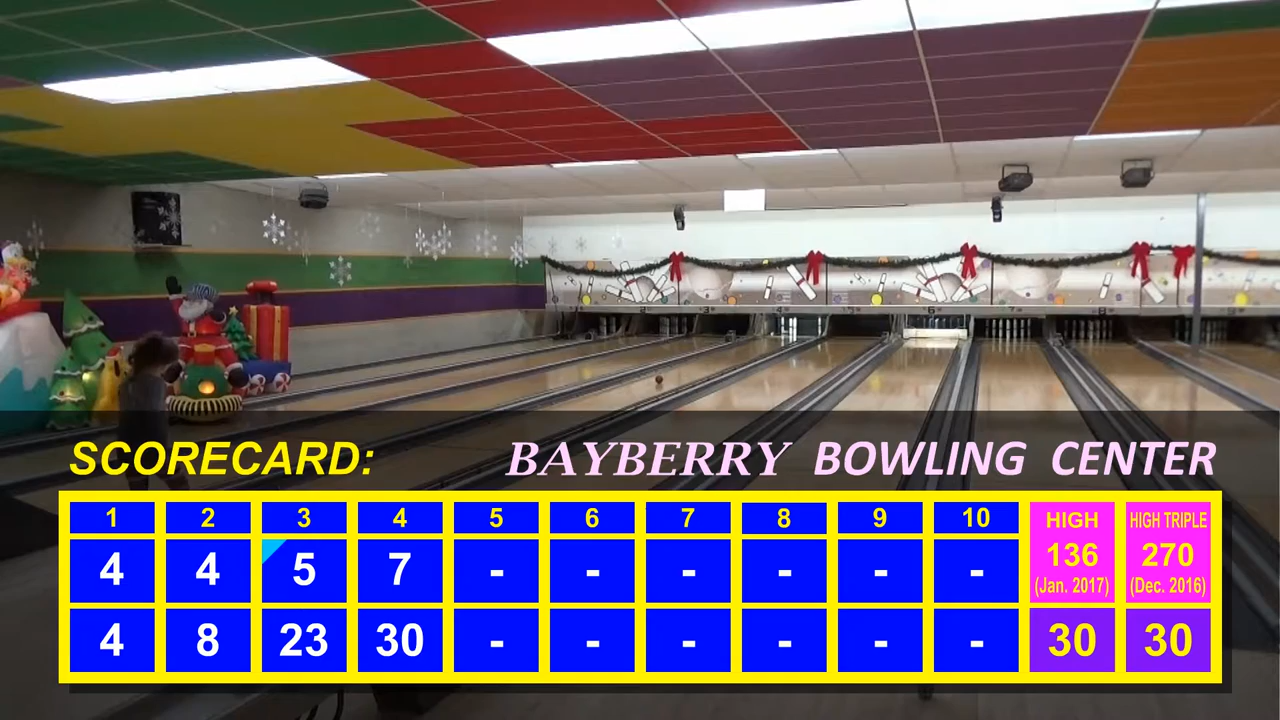 SCORECARD: BAYBERRY BOWLING CENTER
1 2 3 4 5 6 7 8 9 10 HIGH HIGH TRIPLE
4 4 5 7 - - - - - - 136 270
(Jan. 2017) (Dec. 2016)
4 8 23 30 - - - - - - 30 30